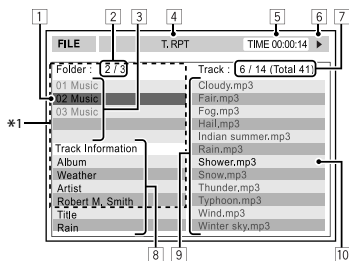 2 3 4 5 6 7
FILE T. RPT TIME 00:00:14
Folder : 2 / 3 Track : 6 / 14 (Total 41)
1
01 Music Cloudy.mp3
02 Music Fair.mp3
03 Music Fog.mp3
*1
Hail,mp3
Indian summer.mp3
Track Information Rain.mp3
Album Shower.mp3
Weather Snow.mp3
Artist Thunder,mp3
Robert M. Smith Typhoon.mp3
Title Wind.mp3
Rain Winter sky,mp3
8 9 10